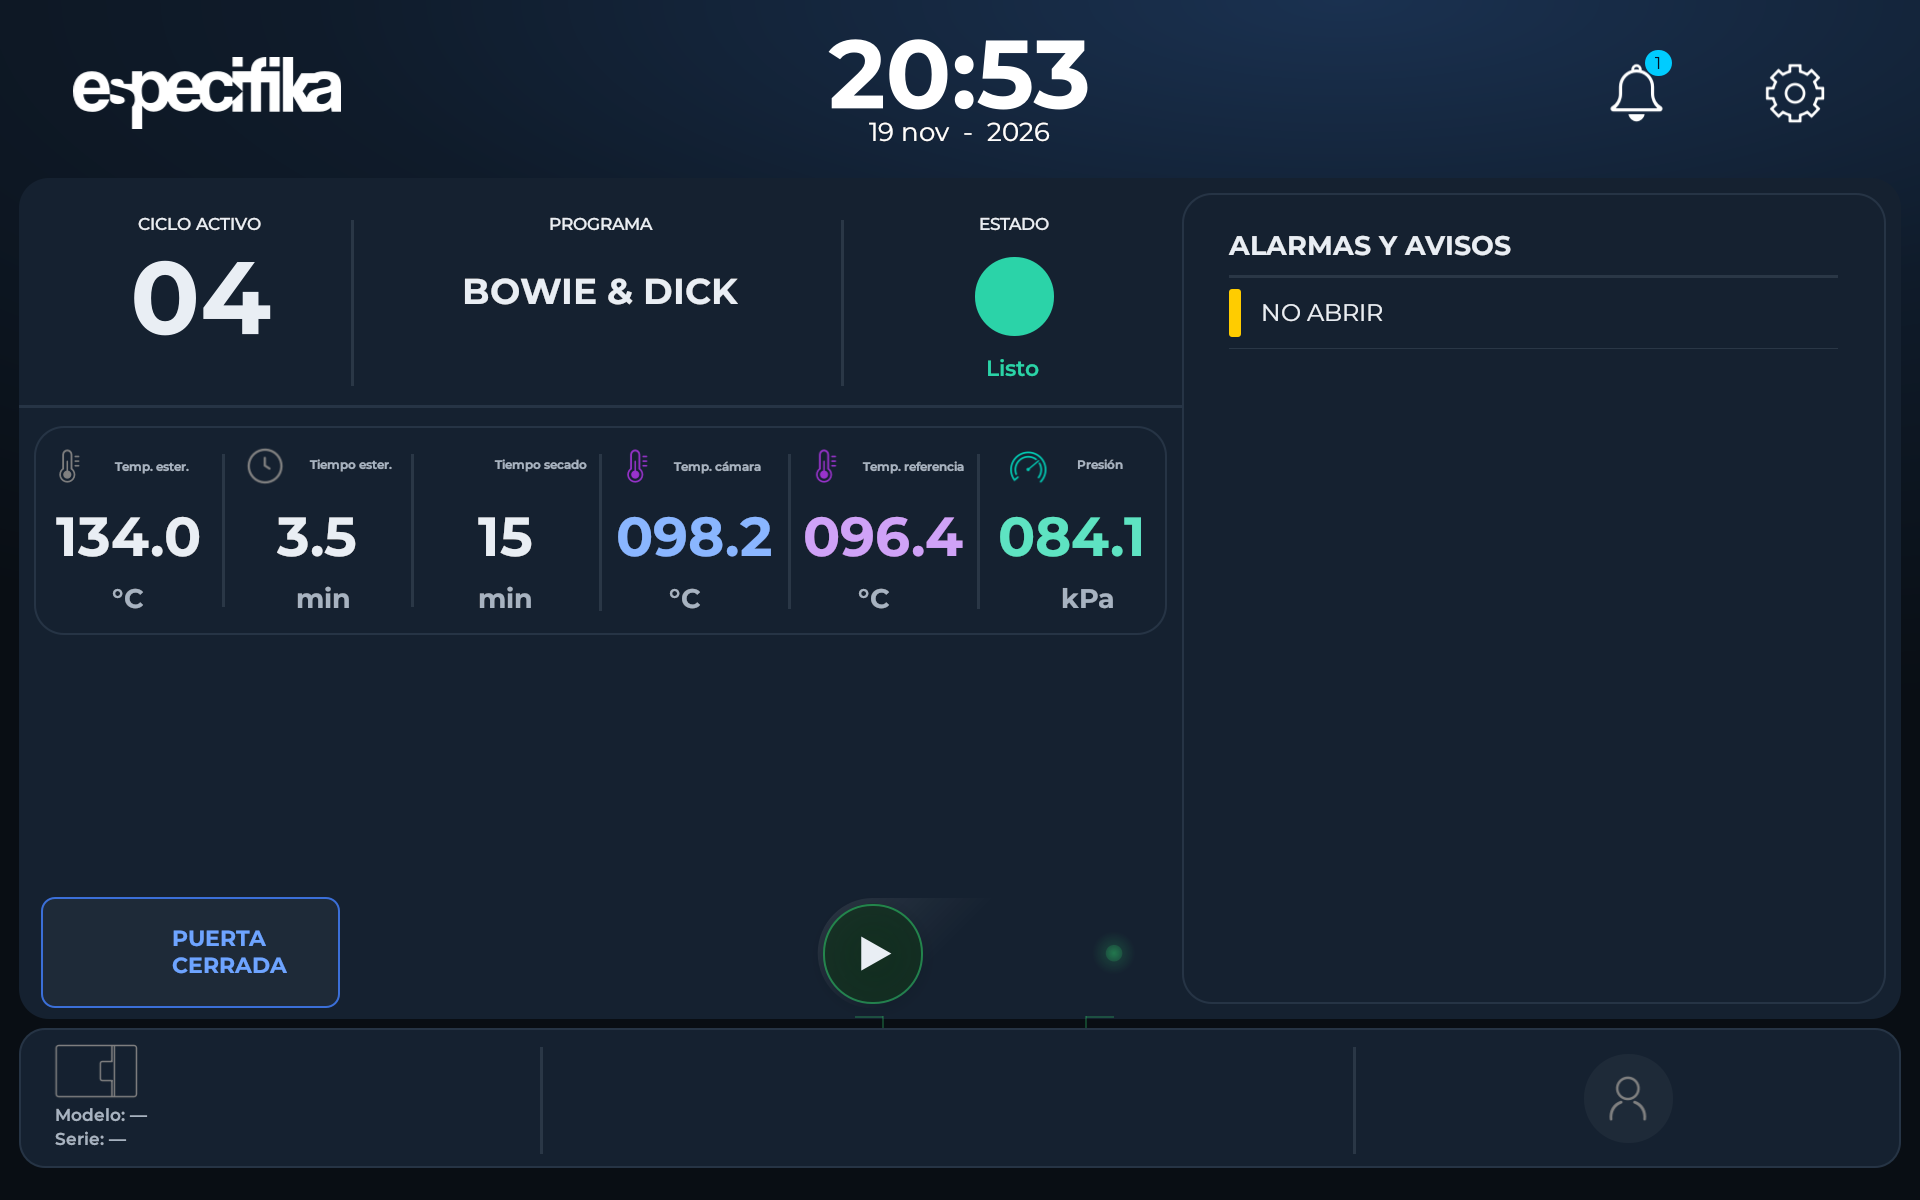 especifika
20:53
19 nov - 2026
1
CICLO ACTIVO
04
PROGRAMA
BOWIE & DICK
ESTADO
Listo
ALARMAS Y AVISOS
NO ABRIR
Temp. ester.
134.0
°C
Tiempo ester.
3.5
min
Tiempo secado
15
min
Temp. cámara
098.2
°C
Temp. referencia
096.4
°C
Presión
084.1
kPa
PUERTA
CERRADA
Modelo: —
Serie: —